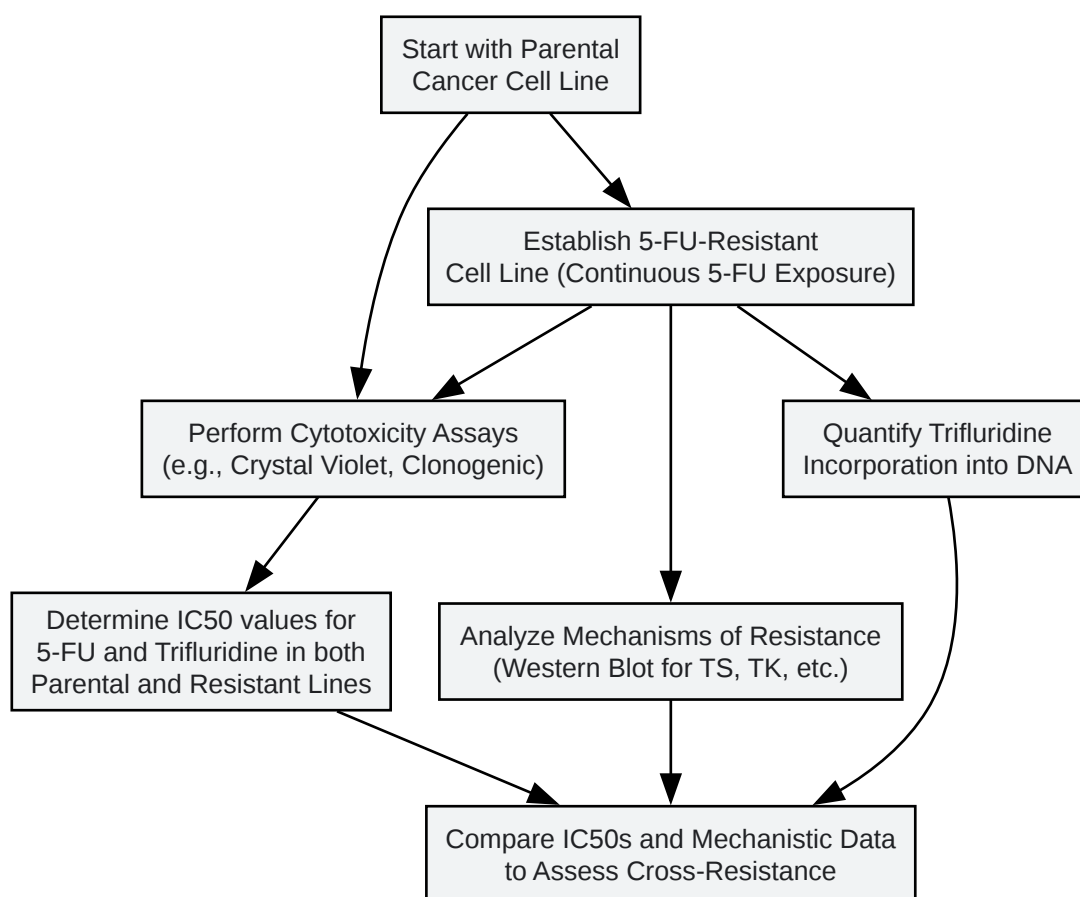 Start with Parental
Cancer Cell Line
Establish 5-FU-Resistant
Cell Line (Continuous 5-FU Exposure)
Perform Cytotoxicity Assays
(e.g., Crystal Violet, Clonogenic)
Quantify Trifluridine
Incorporation into DNA
Determine IC50 values for
5-FU and Trifluridine in both
Parental and Resistant Lines
Analyze Mechanisms of Resistance
(Western Blot for TS, TK, etc.)
Compare IC50s and Mechanistic Data
to Assess Cross-Resistance